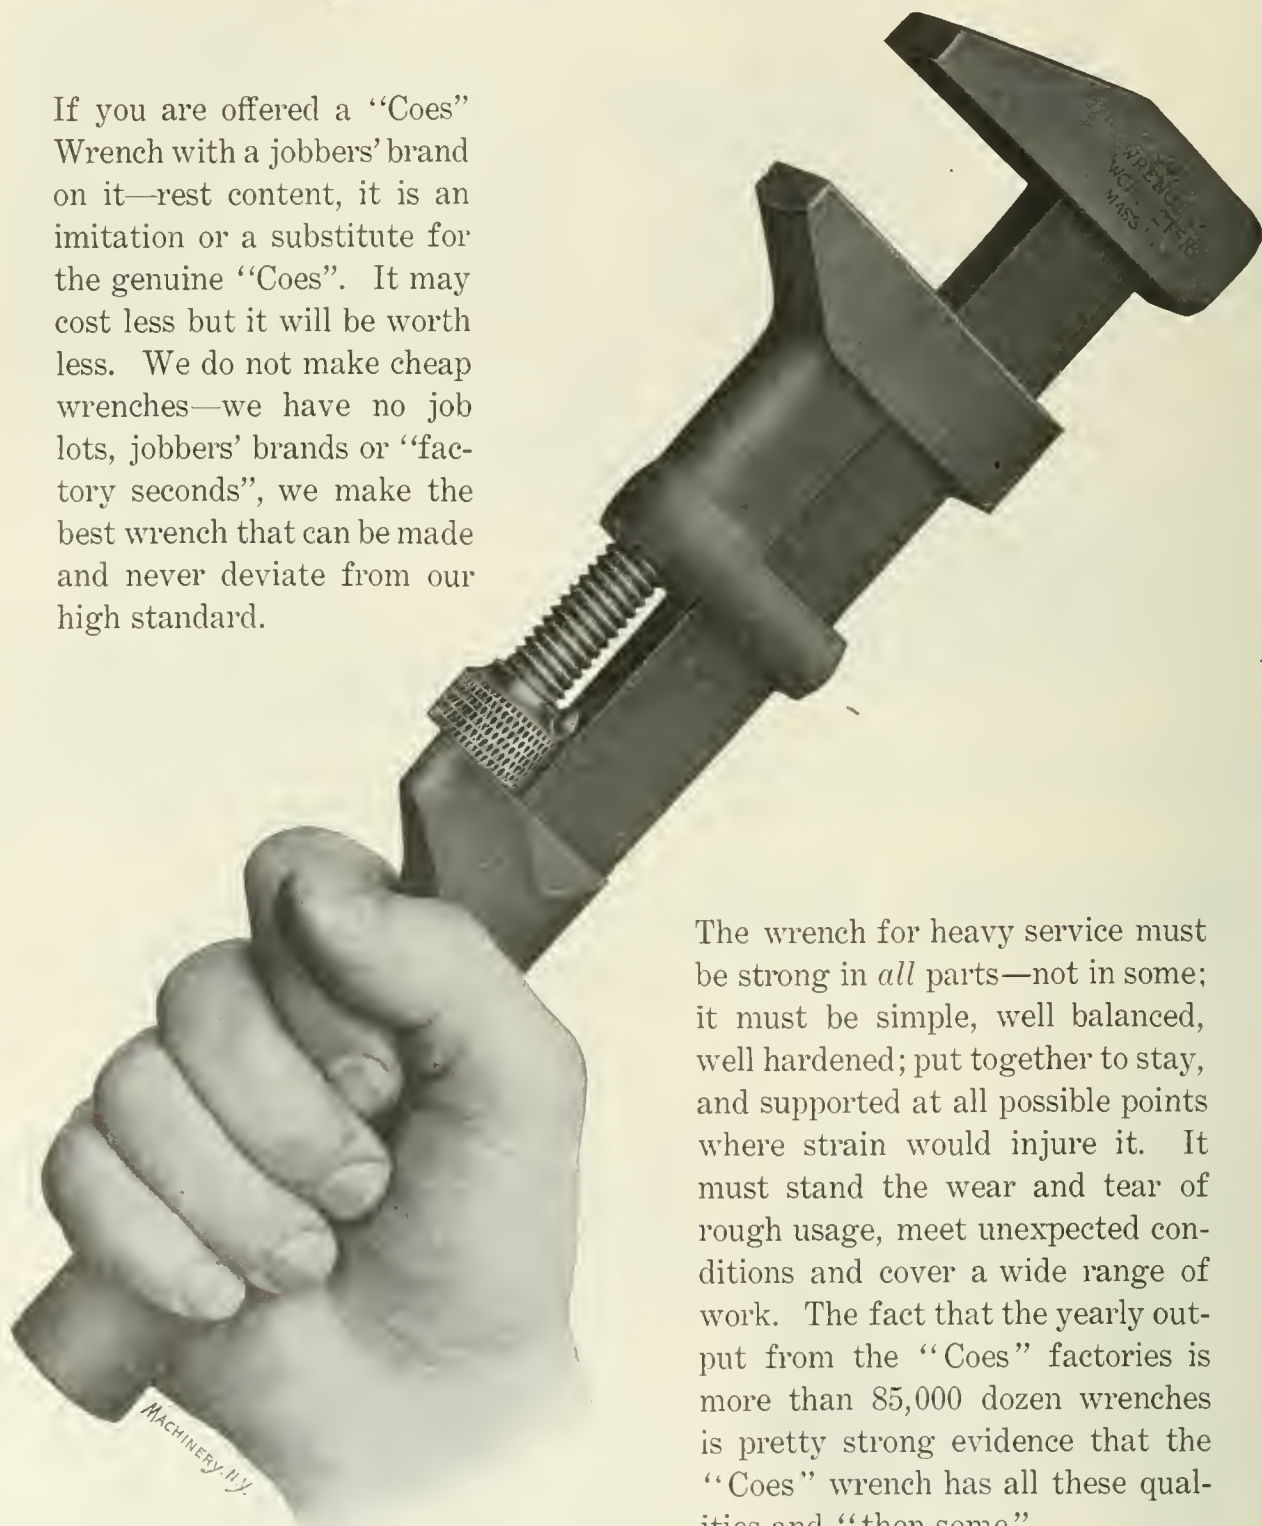 If you are offered a “Coes”
Wrench with a jobbers’ brand
on it—rest content, it is an
imitation or a substitute for
the genuine “Coes”. It may
cost less but it will be worth
less. We do not make cheap
wrenches—we have no job
lots, jobbers’ brands or “fac-
tory seconds”, we make the
best wrench that can be made
and never deviate from our
high standard.
WRENCH
MASS.
The wrench for heavy service must
be strong in all parts—not in some;
it must be simple, well balanced,
well hardened; put together to stay,
and supported at all possible points
where strain would injure it. It
must stand the wear and tear of
rough usage, meet unexpected con-
ditions and cover a wide range of
work. The fact that the yearly out-
put from the “Coes” factories is
more than 85,000 dozen wrenches
is pretty strong evidence that the
“Coes” wrench has all these qual-
ities and “then some”
MACHINERY, N.Y.